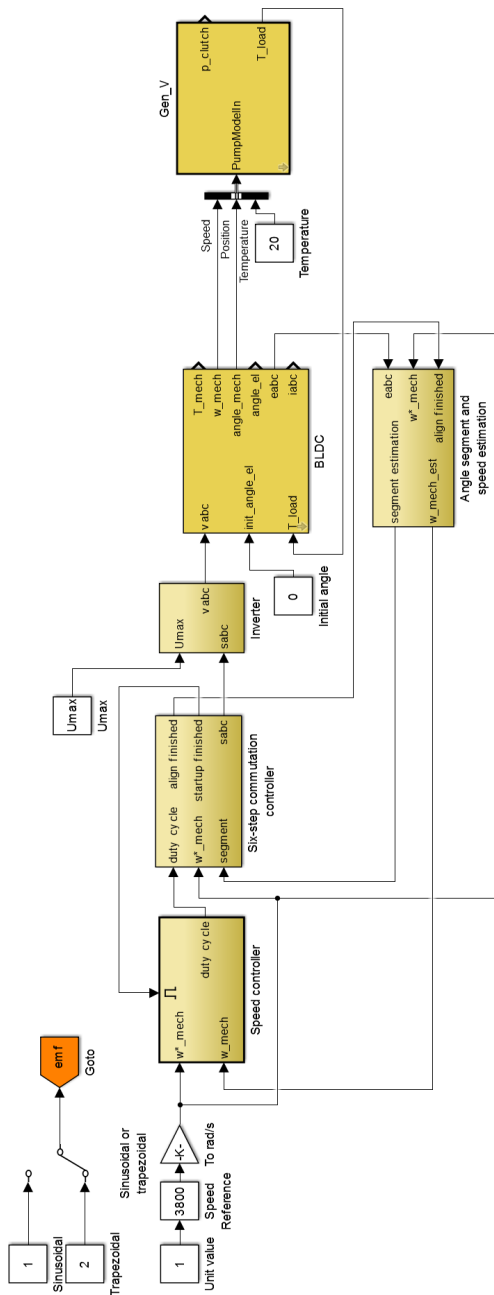 1
Sinusoidal
2
Trapezoidal
emf
Goto
Sinusoidal or
trapezoidal
1
Unit value
3800
Speed
Reference
-K-
To rad/s
w*_mech
w_mech
duty cycle
Speed controller
duty cycle
w*_mech
segment
align finished
startup finished
sabc
Six-step commutation
controller
Umax
Umax
Umax
sabc
vabc
Inverter
0
Initial angle
vabc
init_angle_el
T_load
T_mech
w_mech
angle_mech
angle_el
eabc
iabc
BLDC
segment estimation
w_mech_est
eabc
w*_mech
align finished
Angle segment and
speed estimation
Speed
Position
Temperature
20
Temperature
PumpModelIn
p_clutch
T_load
Gen_V